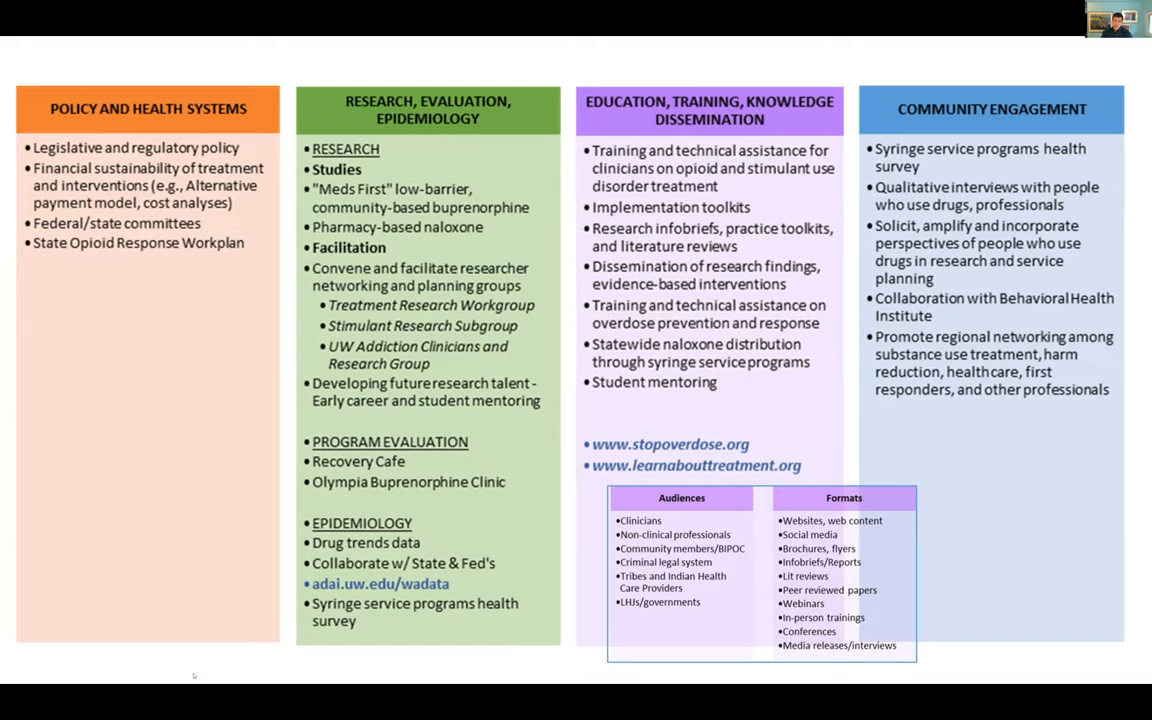 POLICY AND HEALTH SYSTEMS
• Legislative and regulatory policy
• Financial sustainability of treatment
and interventions (e.g., Alternative
payment model, cost analyses)
• Federal/state committees
• State Opioid Response Workplan
RESEARCH, EVALUATION,
EPIDEMIOLOGY
• RESEARCH
• Studies
• "Meds First" low-barrier,
community-based buprenorphine
• Pharmacy-based naloxone
• Facilitation
• Convene and facilitate researcher
networking and planning groups
• Treatment Research Workgroup
• Stimulant Research Subgroup
• UW Addiction Clinicians and
Research Group
• Developing future research talent -
Early career and student mentoring
• PROGRAM EVALUATION
• Recovery Cafe
• Olympia Buprenorphine Clinic
• EPIDEMIOLOGY
• Drug trends data
• Collaborate w/ State & Fed's
• adai.uw.edu/wadata
• Syringe service programs health
survey
EDUCATION, TRAINING, KNOWLEDGE
DISSEMINATION
• Training and technical assistance for
clinicians on opioid and stimulant use
disorder treatment
• Implementation toolkits
• Research infobriefs, practice toolkits,
and literature reviews
• Dissemination of research findings,
evidence-based interventions
• Training and technical assistance on
overdose prevention and response
• Statewide naloxone distribution
through syringe service programs
• Student mentoring
• www.stopoverdose.org
• www.learnabouttreatment.org
Audiences
•Clinicians
•Non-clinical professionals
•Community members/BIPOC
•Criminal legal system
•Tribes and Indian Health
Care Providers
•LHJs/governments
Formats
•Websites, web content
•Social media
•Brochures, flyers
•Infobriefs/Reports
•Lit reviews
•Peer reviewed papers
•Webinars
•In-person trainings
•Conferences
•Media releases/interviews
COMMUNITY ENGAGEMENT
• Syringe service programs health
survey
• Qualitative interviews with people
who use drugs, professionals
• Solicit, amplify and incorporate
perspectives of people who use
drugs in research and service
planning
• Collaboration with Behavioral Health
Institute
• Promote regional networking among
substance use treatment, harm
reduction, healthcare, first
responders, and other professionals